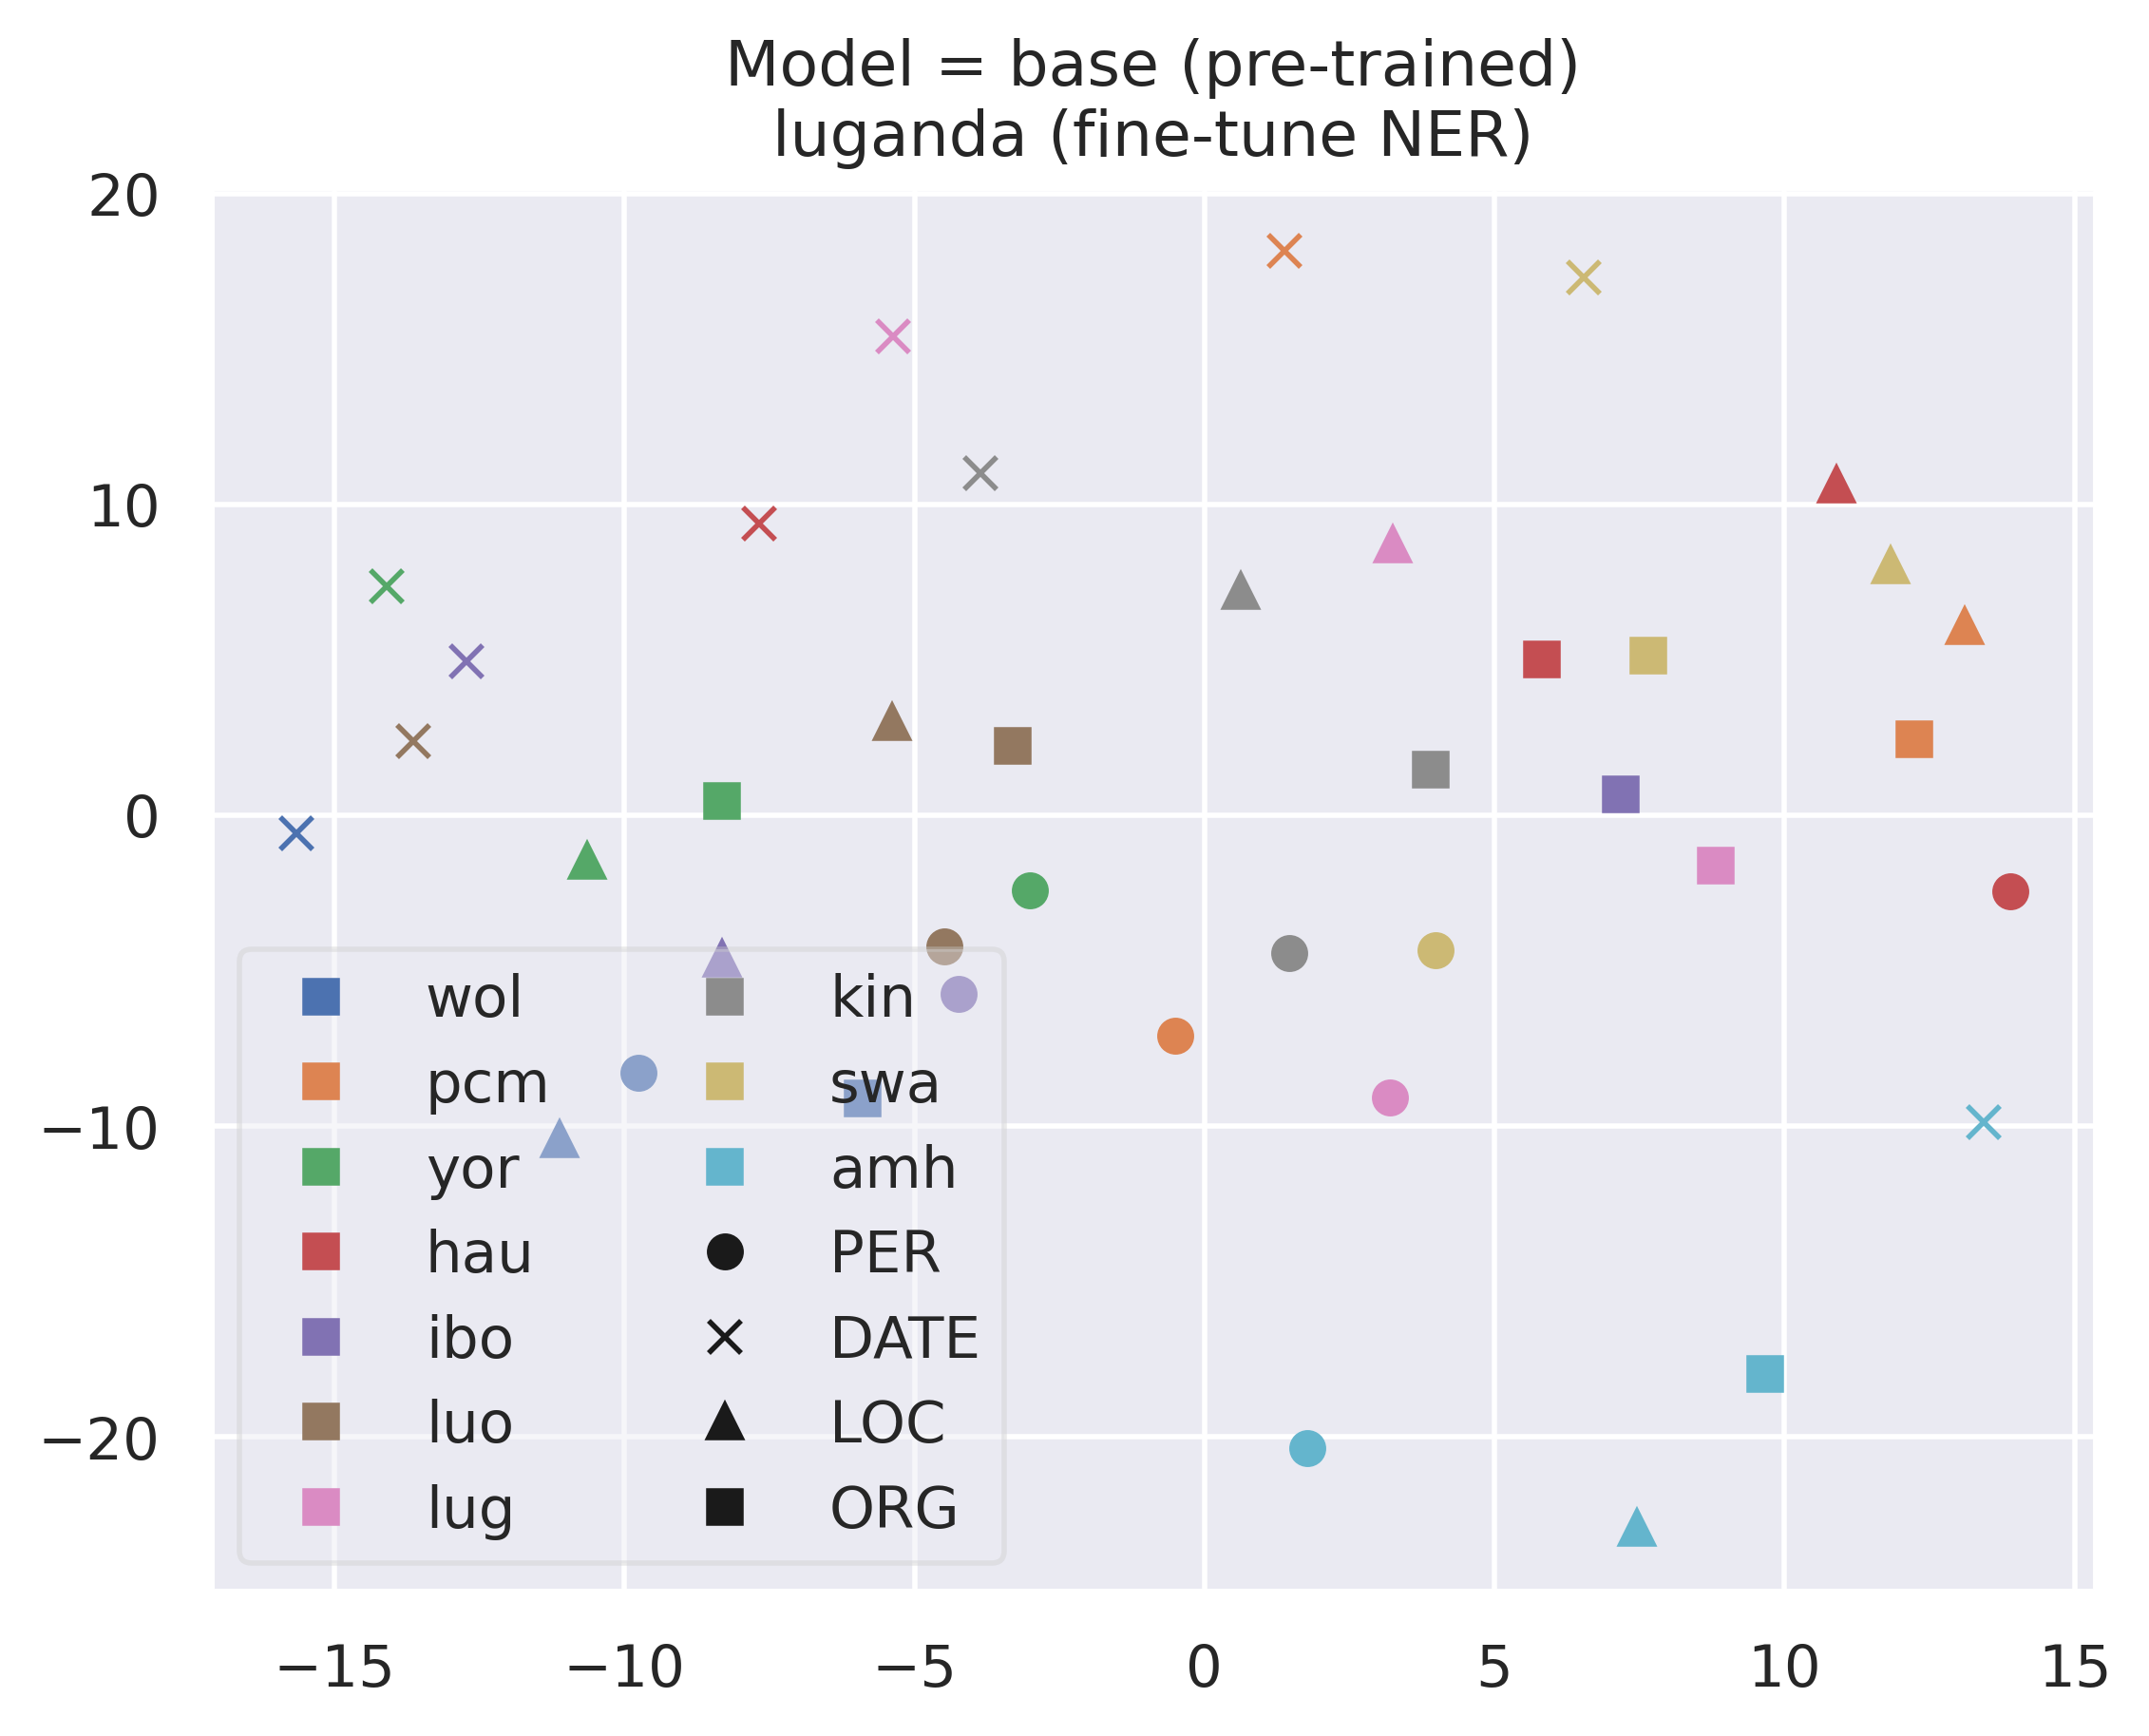 Model = base (pre-trained)
luganda (fine-tune NER)
20
10
0
−10
−20
wol
pcm
yor
hau
ibo
luo
lug
kin
swa
amh
PER
DATE
LOC
ORG
−15
−10
−5
0
5
10
15